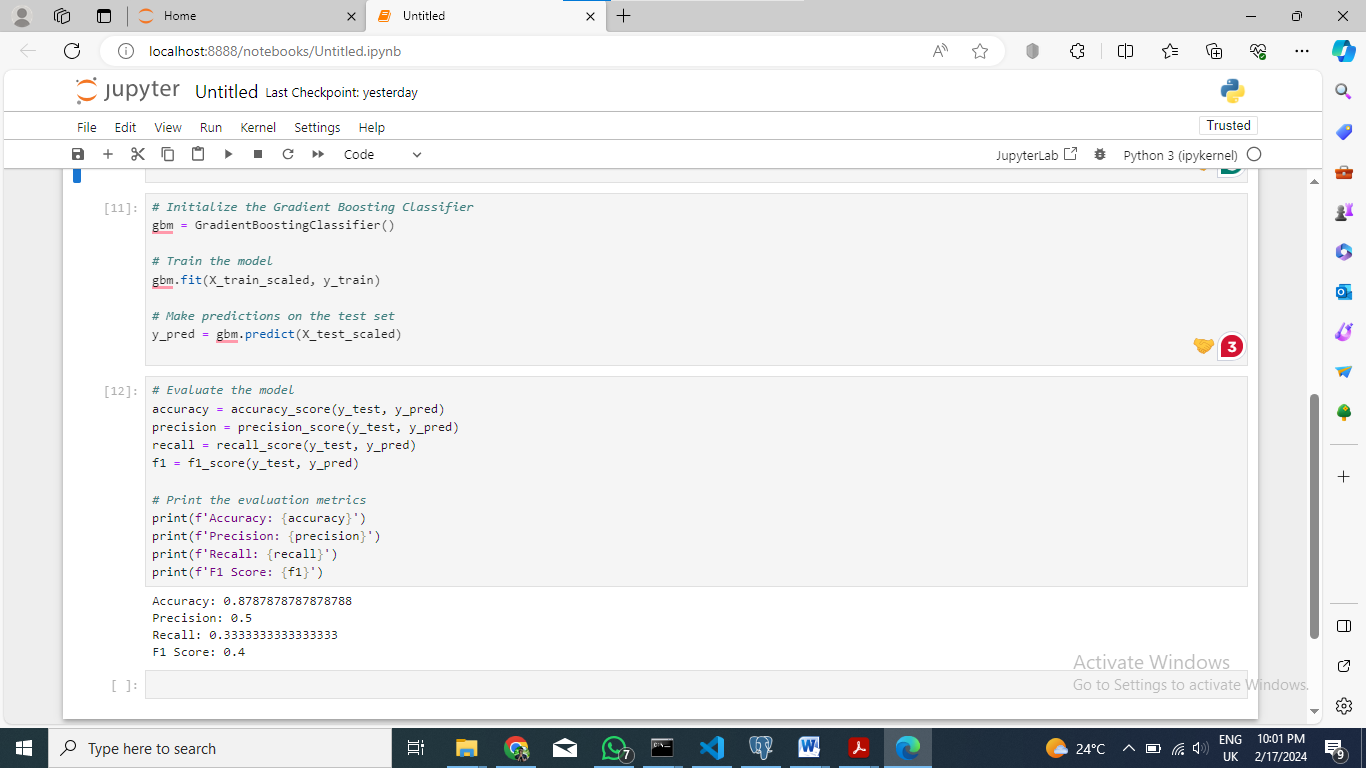 Home
Untitled
localhost:8888/notebooks/Untitled.ipynb
jupyter Untitled Last Checkpoint: yesterday
File Edit View Run Kernel Settings Help
Trusted
Code
JupyterLab
Python 3 (ipykernel)
[11]:
# Initialize the Gradient Boosting Classifier
gbm = GradientBoostingClassifier()
# Train the model
gbm.fit(X_train_scaled, y_train)
# Make predictions on the test set
y_pred = gbm.predict(X_test_scaled)
3
[12]:
# Evaluate the model
accuracy = accuracy_score(y_test, y_pred)
precision = precision_score(y_test, y_pred)
recall = recall_score(y_test, y_pred)
f1 = f1_score(y_test, y_pred)
# Print the evaluation metrics
print(f'Accuracy: {accuracy}')
print(f'Precision: {precision}')
print(f'Recall: {recall}')
print(f'F1 Score: {f1}')
Accuracy: 0.8787878787878788
Precision: 0.5
Recall: 0.3333333333333333
F1 Score: 0.4
[ ]:
Activate Windows
Go to Settings to activate Windows.
Type here to search
7
24°C
ENG
UK
10:01 PM
2/17/2024
9